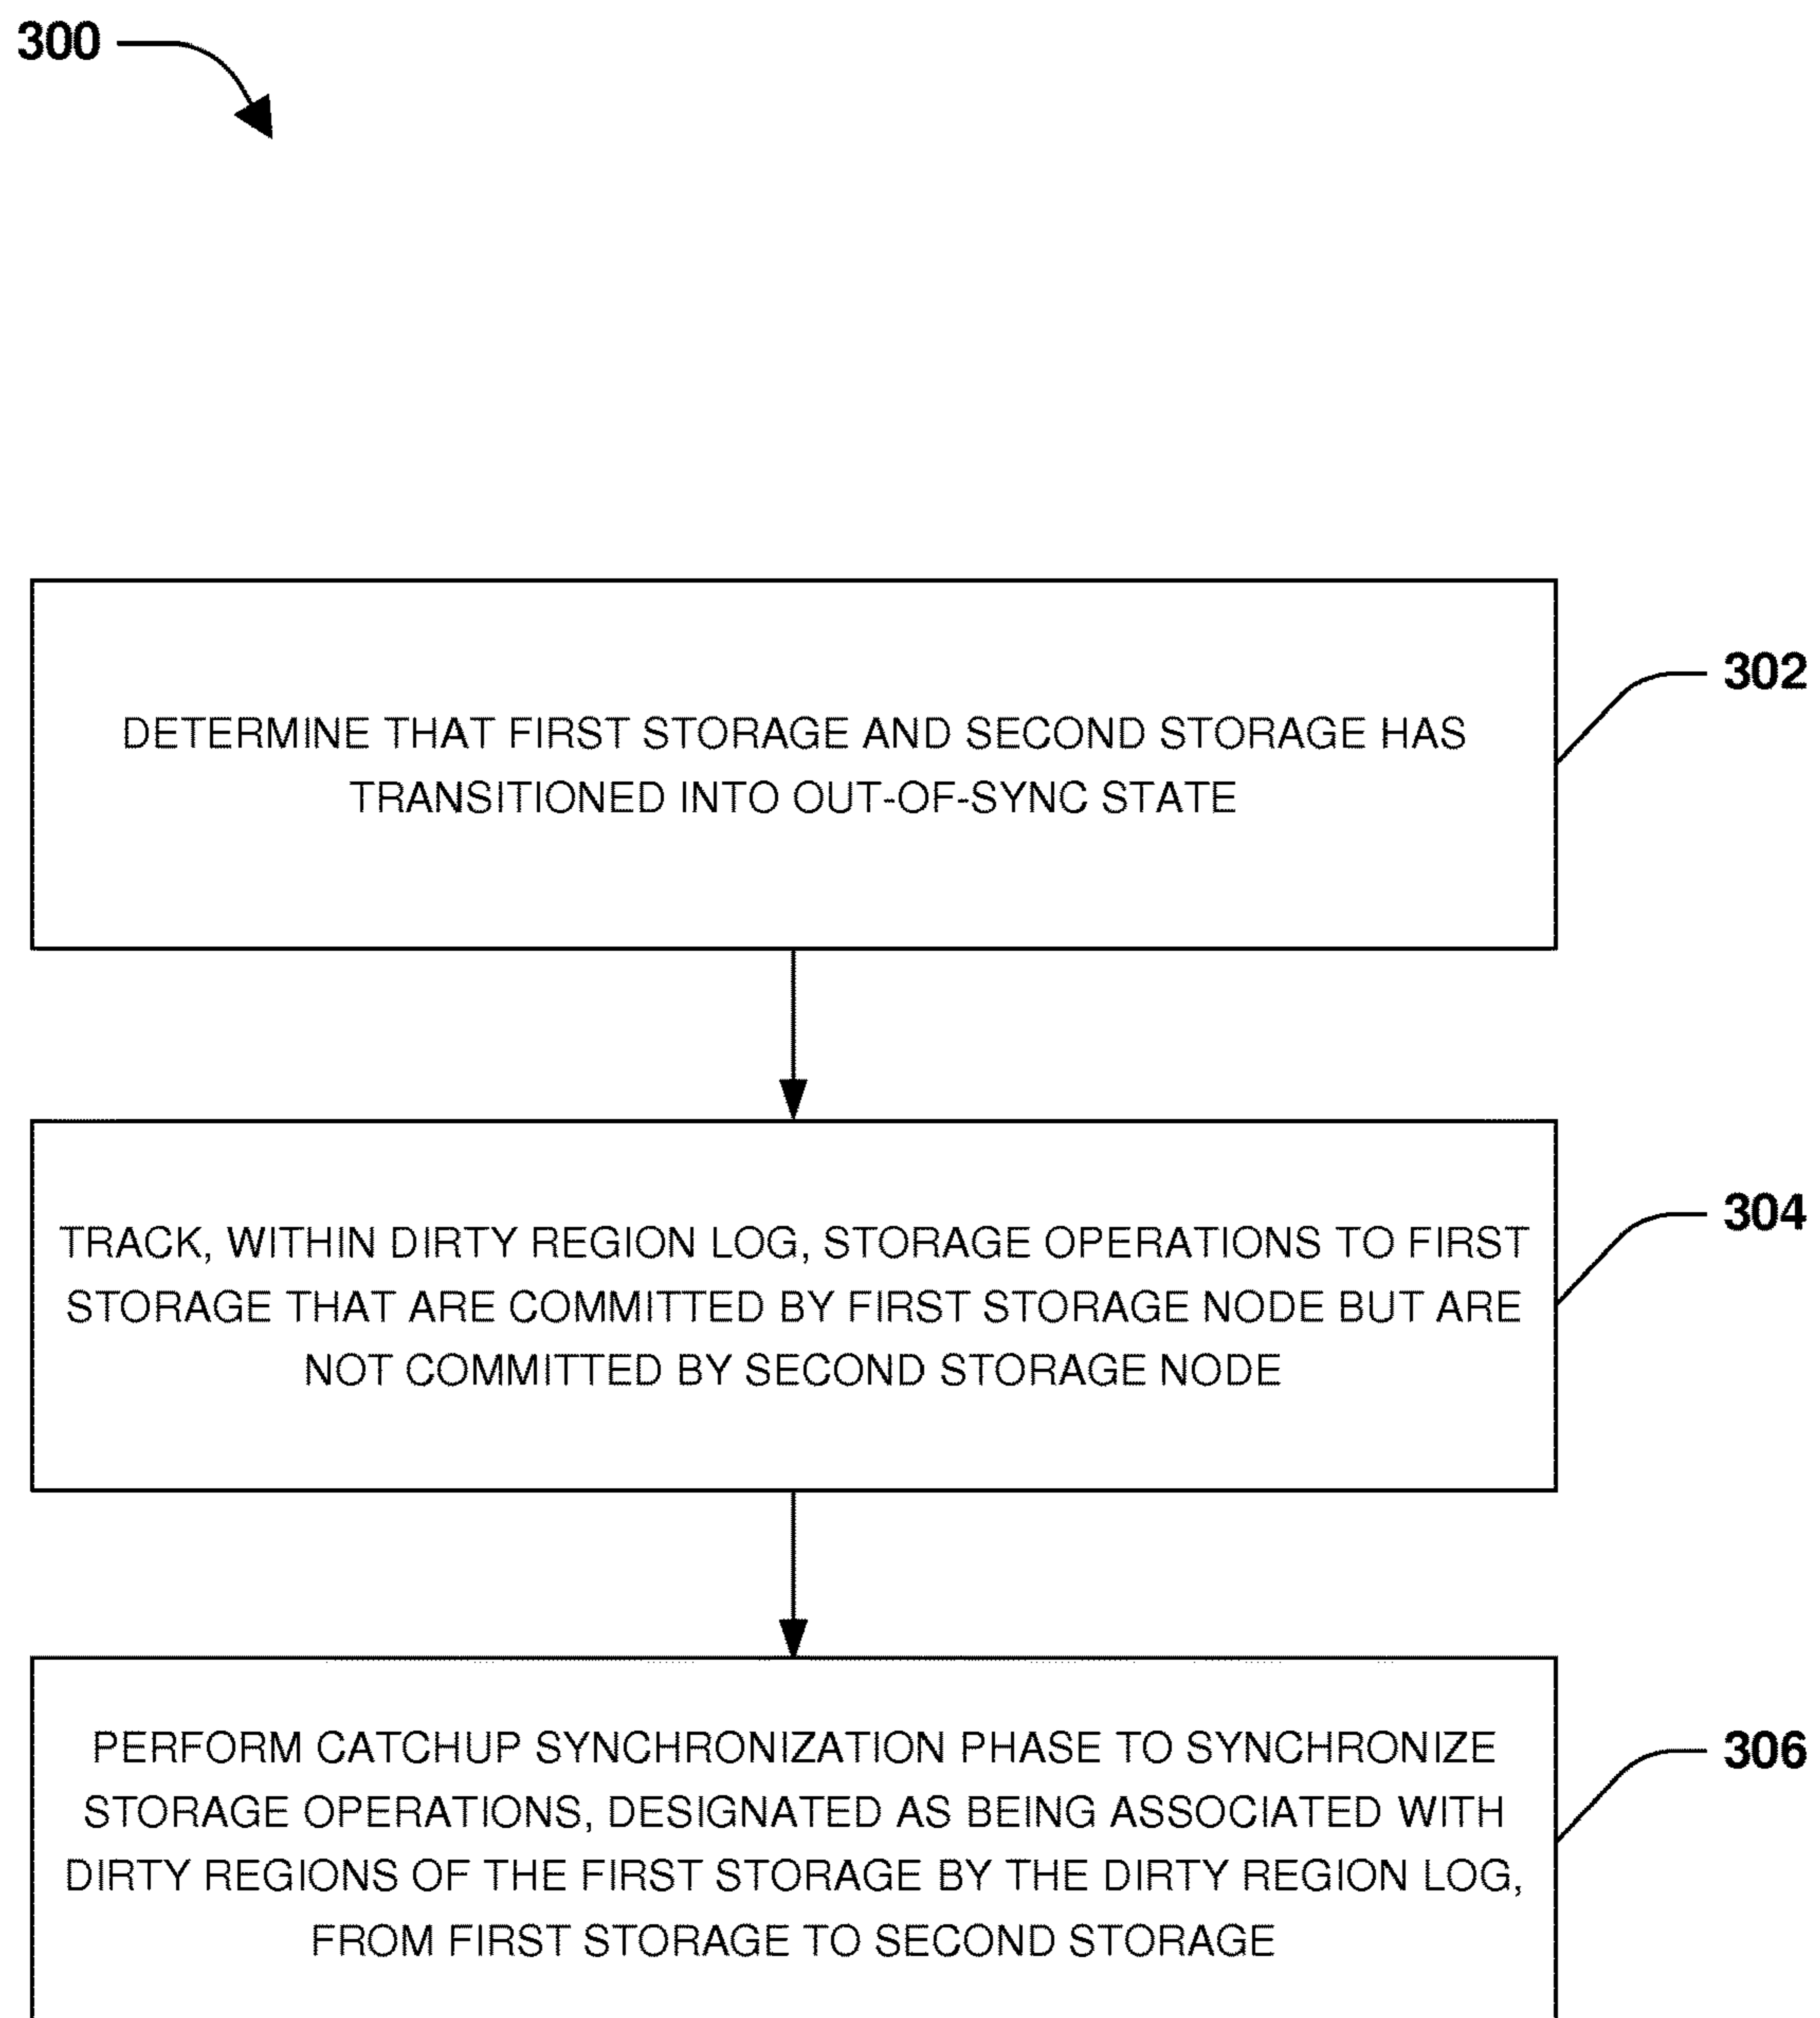 300
DETERMINE THAT FIRST STORAGE AND SECOND STORAGE HAS
TRANSITIONED INTO OUT-OF-SYNC STATE
302
TRACK, WITHIN DIRTY REGION LOG, STORAGE OPERATIONS TO FIRST
STORAGE THAT ARE COMMITTED BY FIRST STORAGE NODE BUT ARE
NOT COMMITTED BY SECOND STORAGE NODE
304
PERFORM CATCHUP SYNCHRONIZATION PHASE TO SYNCHRONIZE
STORAGE OPERATIONS, DESIGNATED AS BEING ASSOCIATED WITH
DIRTY REGIONS OF THE FIRST STORAGE BY THE DIRTY REGION LOG,
FROM FIRST STORAGE TO SECOND STORAGE
306